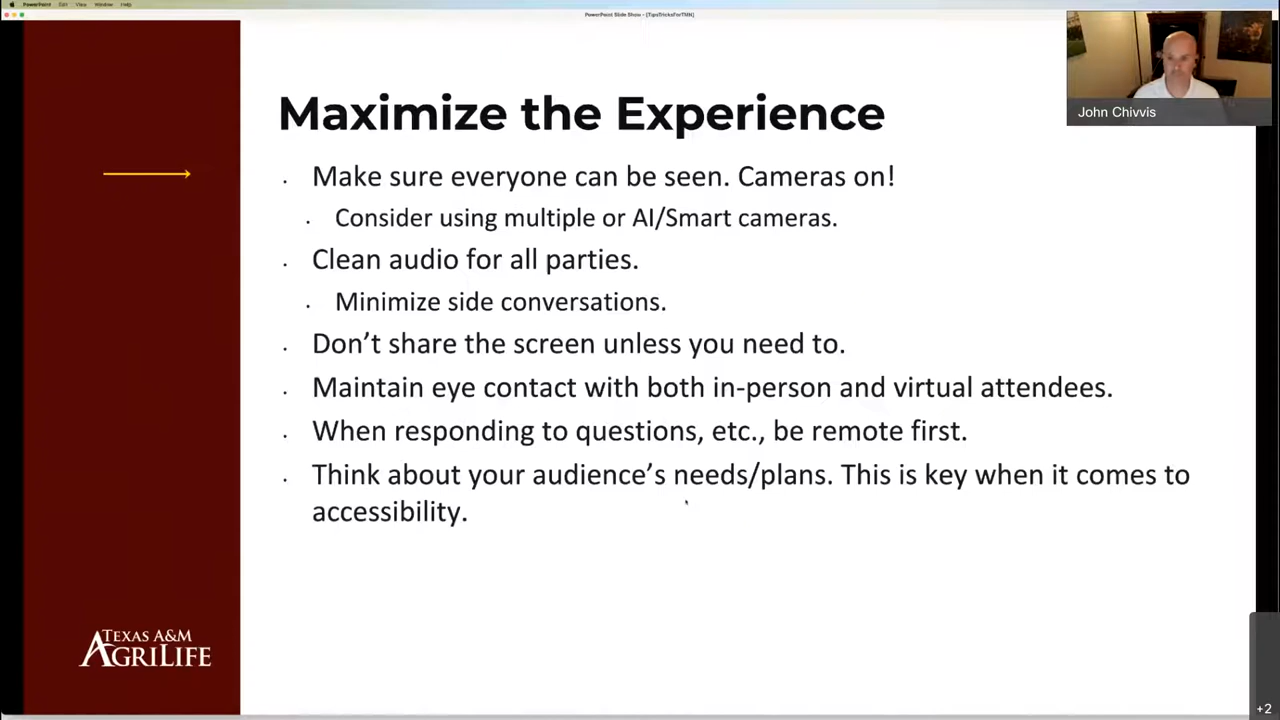 PowerPoint Edit View Window Help
PowerPoint Slide Show - [TipsTricksForTMN]
John Chivvis
Maximize the Experience
· Make sure everyone can be seen. Cameras on!
· Consider using multiple or AI/Smart cameras.
· Clean audio for all parties.
· Minimize side conversations.
· Don’t share the screen unless you need to.
· Maintain eye contact with both in-person and virtual attendees.
· When responding to questions, etc., be remote first.
· Think about your audience’s needs/plans. This is key when it comes to
accessibility.
TEXAS A&M
AGRILIFE
+2